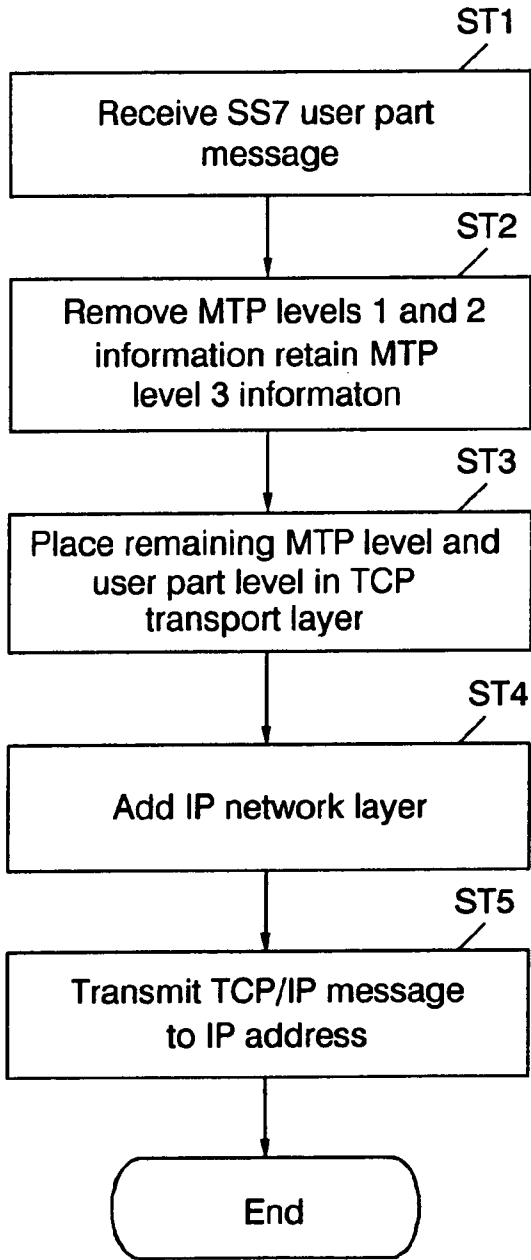 ST1
Receive SS7 user part
message
ST2
Remove MTP levels 1 and 2
information retain MTP
level 3 informaton
ST3
Place remaining MTP level and
user part level in TCP
transport layer
ST4
Add IP network layer
ST5
Transmit TCP/IP message
to IP address
End